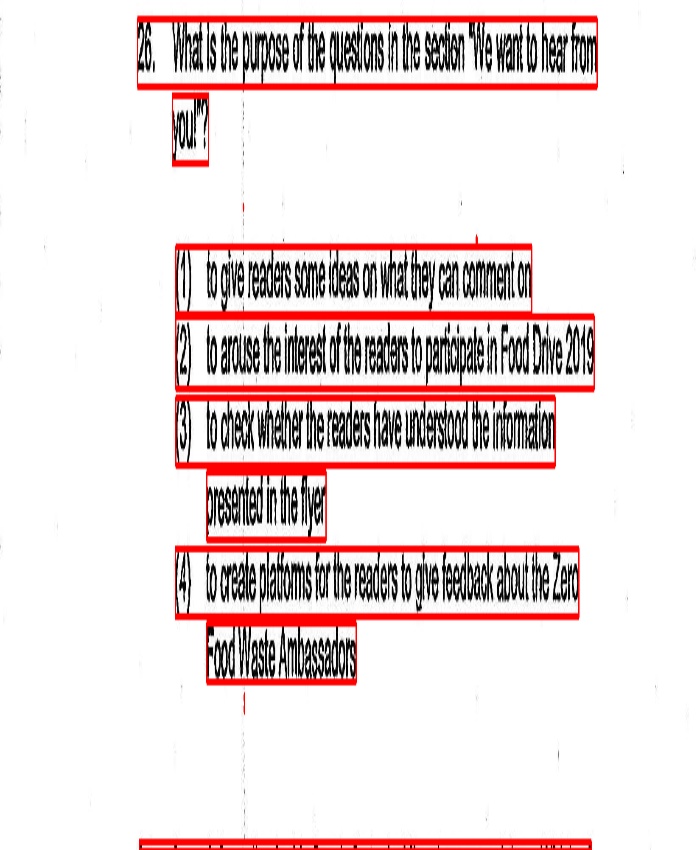 26. What is the purpose of the questions in the section "We want to hear from
you!"?
(1) to give readers some ideas on what they can comment on
(2) to arouse the interest of the readers to participate in Food Drive 2019
(3) to check whether the readers have understood the information
presented in the flyer
(4) to create platforms for the readers to give feedback about the Zero
Food Waste Ambassadors